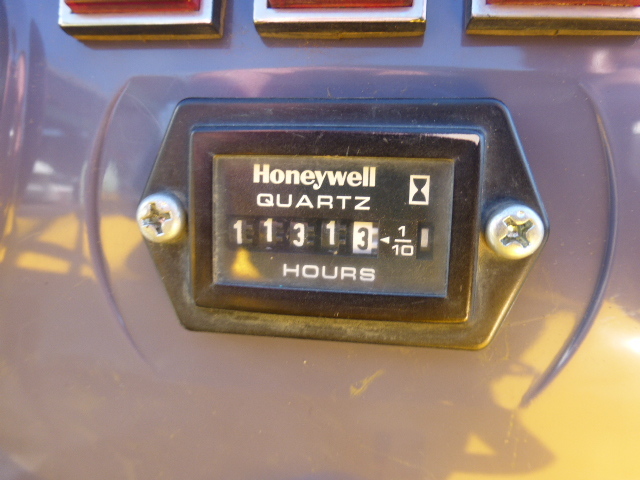 Honeywell
QUARTZ
1 1 3 1 3 ◄ 1/10
HOURS